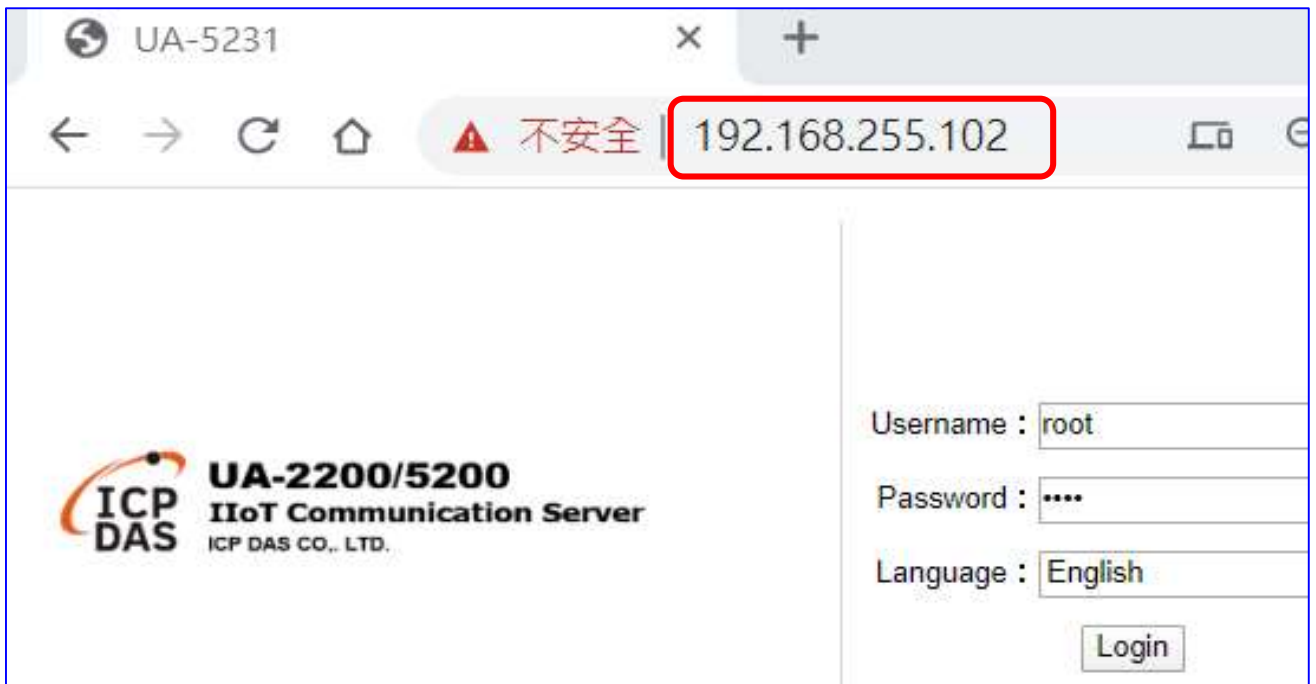 UA-5231
不安全 192.168.255.102
Username：root
ICP DAS
UA-2200/5200
IIoT Communication Server
ICP DAS CO,. LTD.
Password：••••
Language：English
Login